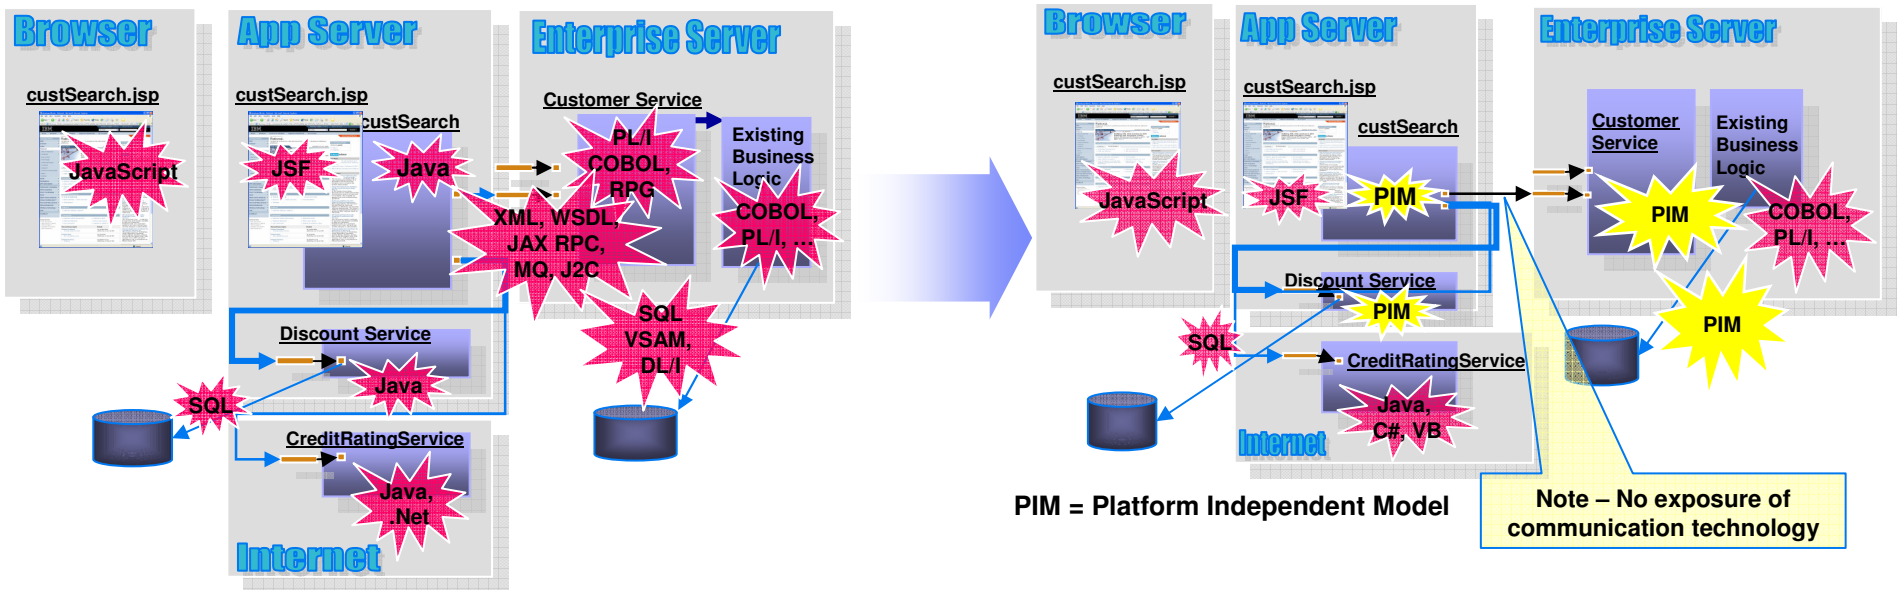 Browser
App Server
Enterprise Server
custSearch.jsp
JavaScript
custSearch.jsp
JSF
custSearch
Java
Customer Service
PL/I
COBOL,
RPG
Existing
Business
Logic
COBOL,
PL/I, …
XML, WSDL,
JAX RPC,
MQ, J2C
SQL
VSAM,
DL/I
Discount Service
Java
SQL
CreditRatingService
Java,
.Net
Internet
Browser
App Server
Enterprise Server
custSearch.jsp
JavaScript
custSearch.jsp
JSF
custSearch
PIM
Customer
Service
PIM
Existing
Business
Logic
COBOL,
PL/I, …
PIM
Discount Service
PIM
SQL
CreditRatingService
Java,
C#, VB
Internet
PIM = Platform Independent Model
Note – No exposure of
communication technology